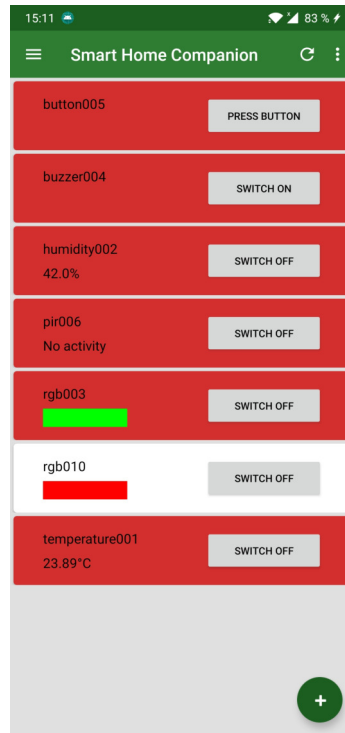 15:11
83 %
Smart Home Companion
button005
PRESS BUTTON
buzzer004
SWITCH ON
humidity002
42.0%
SWITCH OFF
pir006
No activity
SWITCH OFF
rgb003
SWITCH OFF
rgb010
SWITCH OFF
temperature001
23.89°C
SWITCH OFF
+